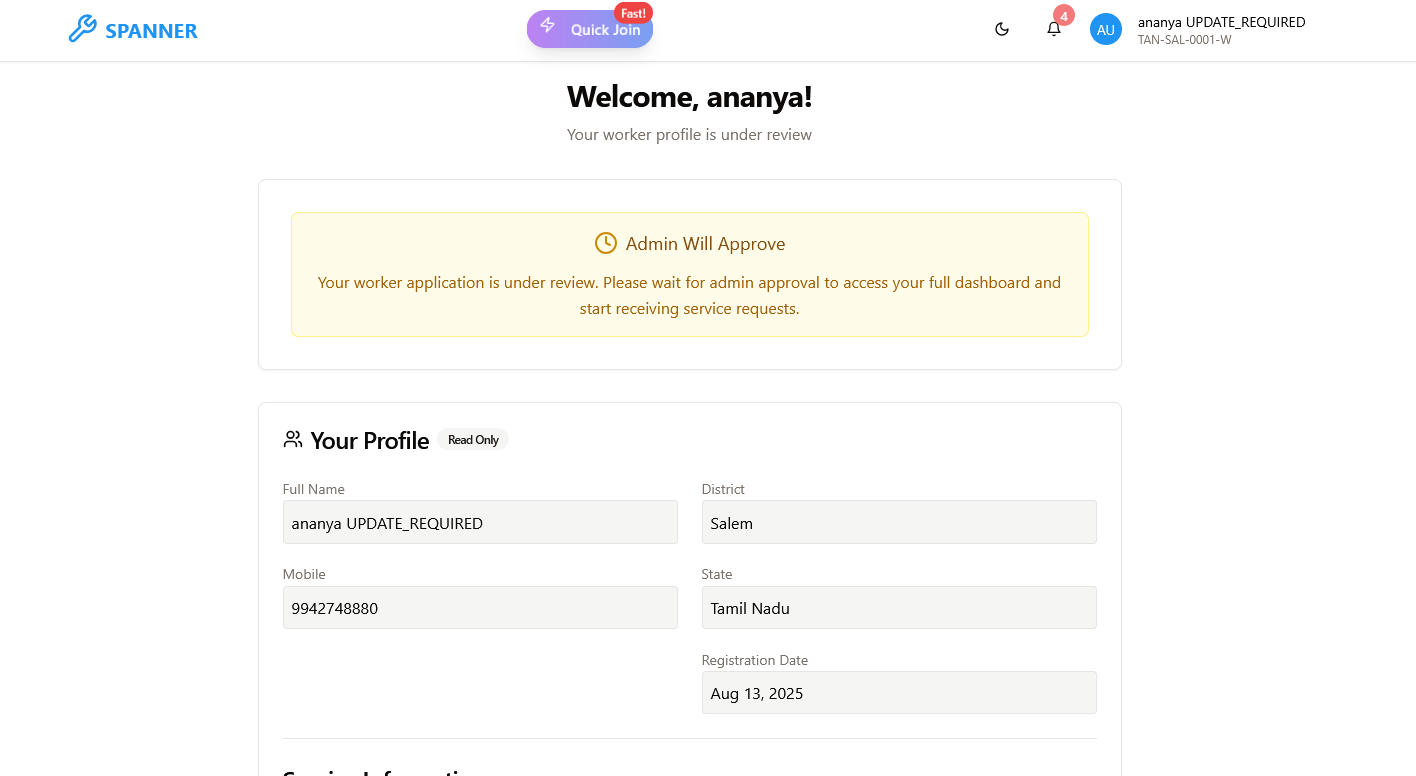 SPANNER
Fast!
Quick Join
4
AU
ananya UPDATE_REQUIRED
TAN-SAL-0001-W
Welcome, ananya!
Your worker profile is under review
Admin Will Approve
Your worker application is under review. Please wait for admin approval to access your full dashboard and
start receiving service requests.
Your Profile
Read Only
Full Name
ananya UPDATE_REQUIRED
District
Salem
Mobile
9942748880
State
Tamil Nadu
Registration Date
Aug 13, 2025